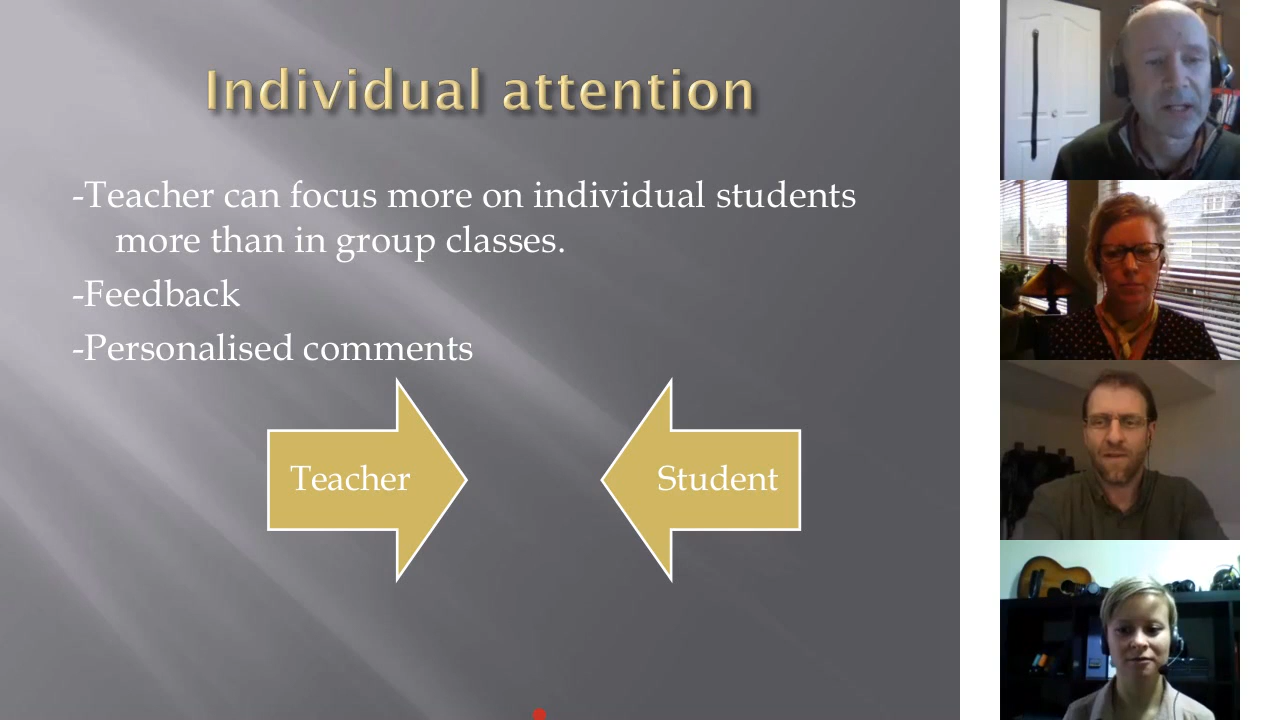 Individual attention
-Teacher can focus more on individual students
more than in group classes.
-Feedback
-Personalised comments
Teacher
Student